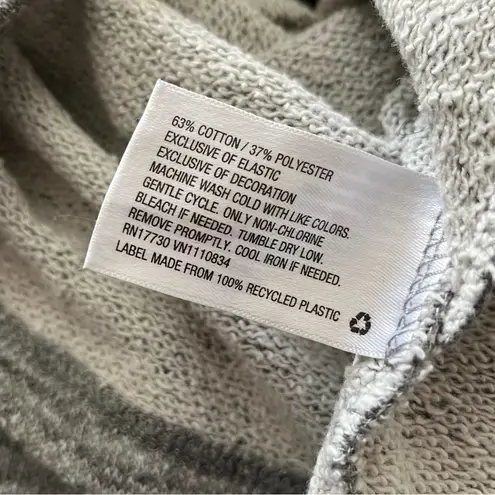 63% COTTON / 37% POLYESTER
EXCLUSIVE OF ELASTIC
EXCLUSIVE OF DECORATION
MACHINE WASH COLD WITH LIKE COLORS.
GENTLE CYCLE. ONLY NON-CHLORINE
BLEACH IF NEEDED. TUMBLE DRY LOW.
REMOVE PROMPTLY. COOL IRON IF NEEDED.
RN17730 VN1110834
LABEL MADE FROM 100% RECYCLED PLASTIC